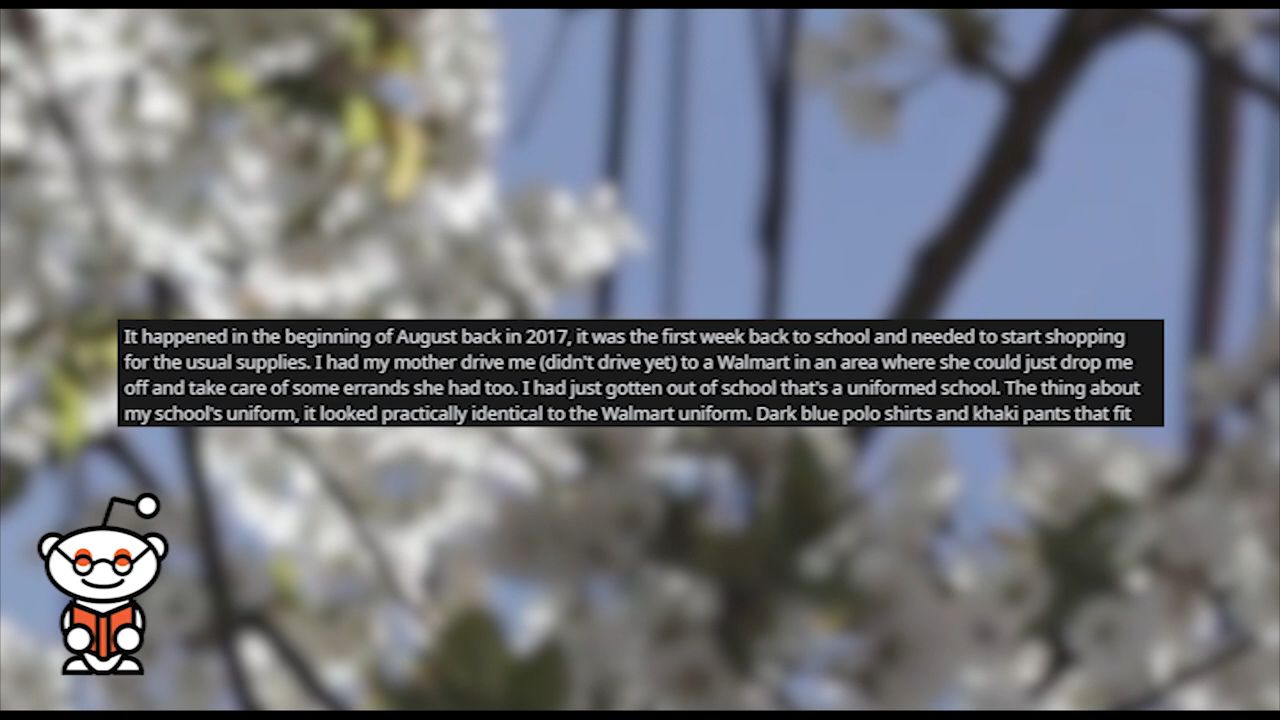 It happened in the beginning of August back in 2017, it was the first week back to school and needed to start shopping
for the usual supplies. I had my mother drive me (didn't drive yet) to a Walmart in an area where she could just drop me
off and take care of some errands she had too. I had just gotten out of school that's a uniformed school. The thing about
my school's uniform, it looked practically identical to the Walmart uniform. Dark blue polo shirts and khaki pants that fit